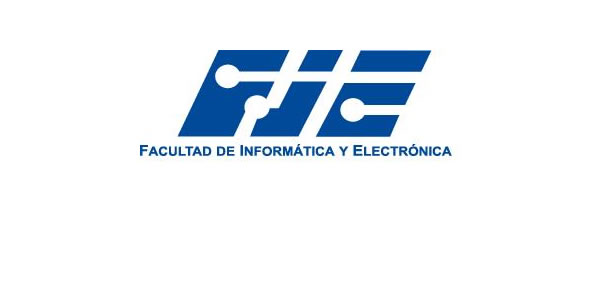 FIE
FACULTAD DE INFORMÁTICA Y ELECTRÓNICA